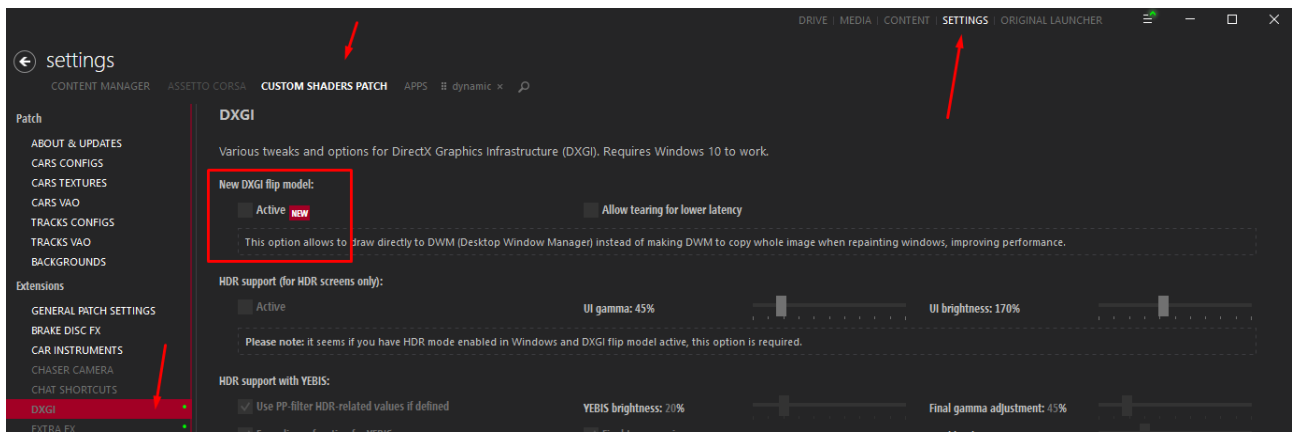 DRIVE | MEDIA | CONTENT | SETTINGS | ORIGINAL LAUNCHER
settings
CONTENT MANAGER ASSETTO CORSA CUSTOM SHADERS PATCH APPS dynamic ×
Patch
ABOUT & UPDATES
CARS CONFIGS
CARS TEXTURES
CARS VAO
TRACKS CONFIGS
TRACKS VAO
BACKGROUNDS
Extensions
GENERAL PATCH SETTINGS
BRAKE DISC FX
CAR INSTRUMENTS
CHASER CAMERA
CHAT SHORTCUTS
DXGI
EXTRA FX
DXGI
Various tweaks and options for DirectX Graphics Infrastructure (DXGI). Requires Windows 10 to work.
New DXGI flip model:
Active NEW Allow tearing for lower latency
This option allows to draw directly to DWM (Desktop Window Manager) instead of making DWM to copy whole image when repainting windows, improving performance.
HDR support (for HDR screens only):
Active UI gamma: 45% UI brightness: 170%
Please note: it seems if you have HDR mode enabled in Windows and DXGI flip model active, this option is required.
HDR support with YEBIS:
Use PP-filter HDR-related values if defined YEBIS brightness: 20% Final gamma adjustment: 45%